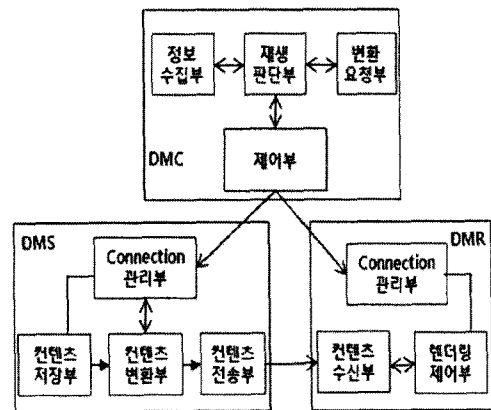 정보
수집부
재생
판단부
변환
요청부
DMC
제어부
DMS
Connection
관리부
컨텐츠
저장부
컨텐츠
변환부
컨텐츠
전송부
DMR
Connection
관리부
컨텐츠
수신부
렌더링
제어부